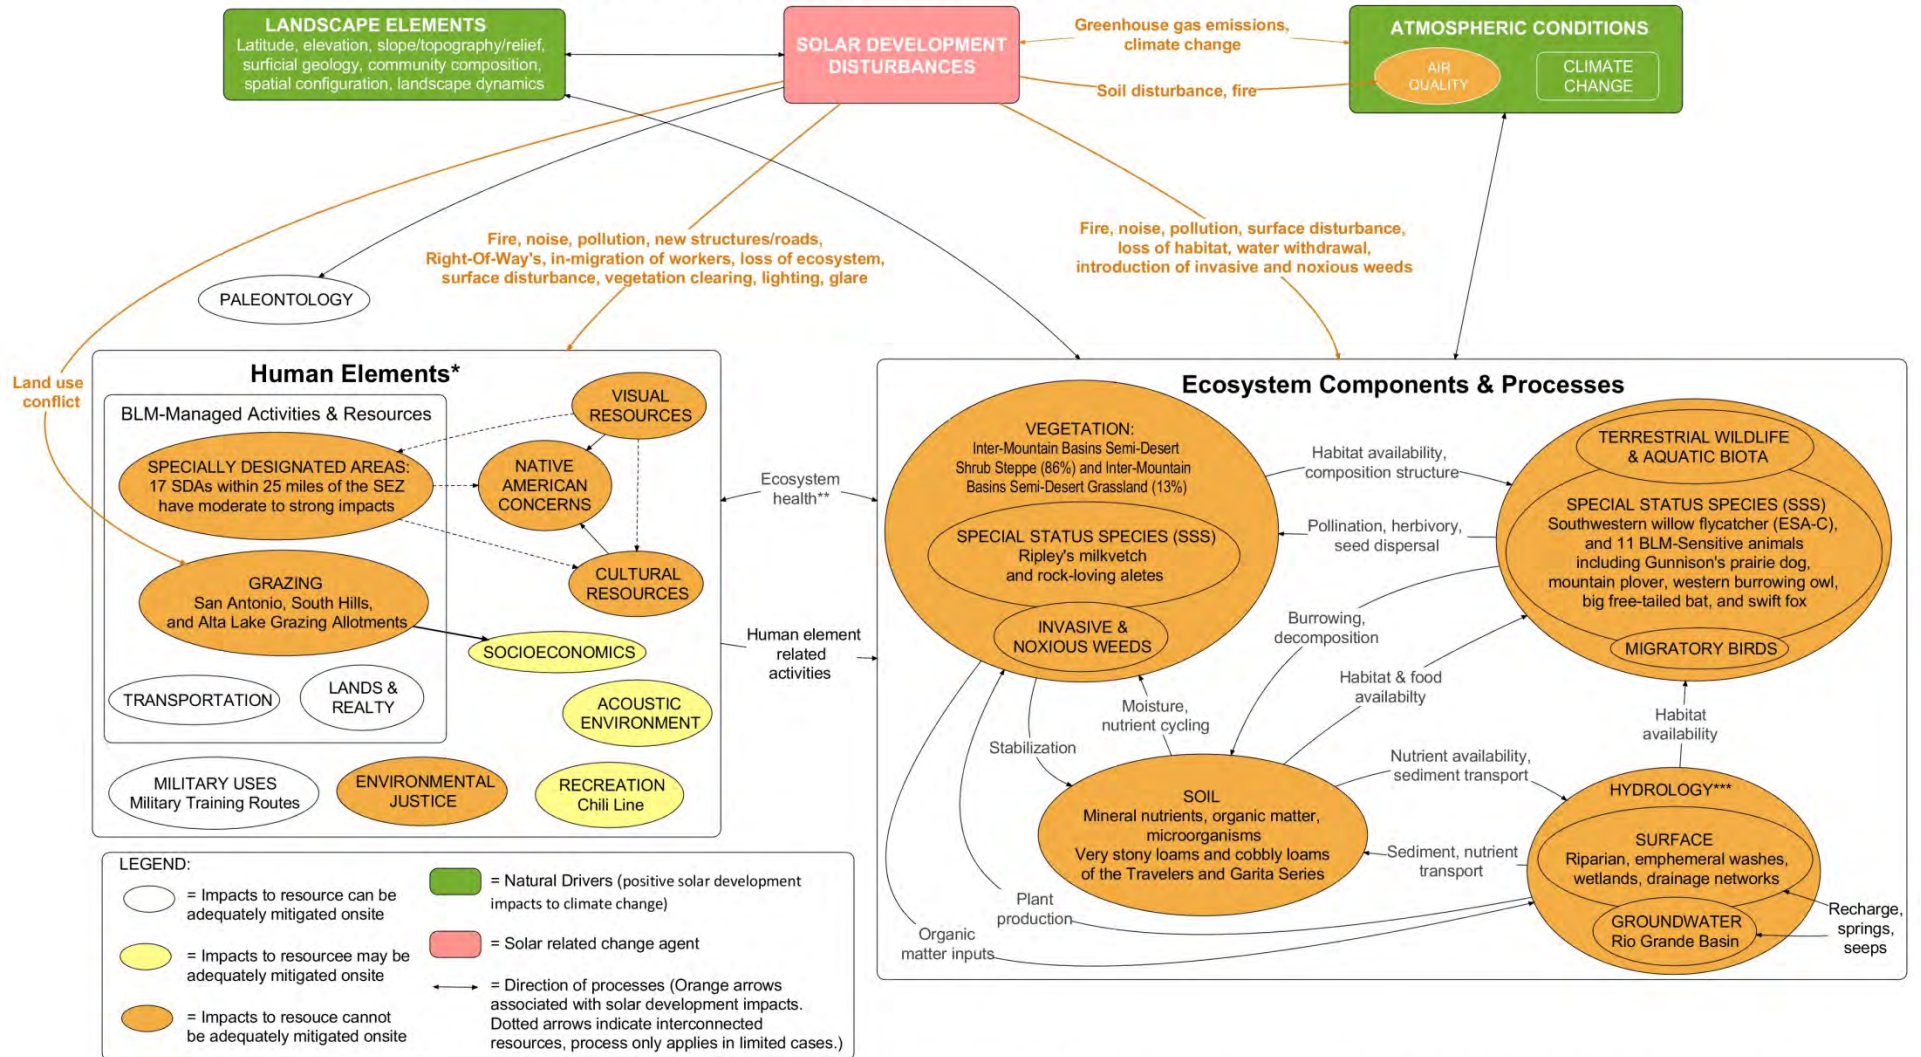 LANDSCAPE ELEMENTS
Latitude, elevation, slope/topography/relief,
surficial geology, community composition,
spatial configuration, landscape dynamics
SOLAR DEVELOPMENT
DISTURBANCES
Greenhouse gas emissions,
climate change
Soil disturbance, fire
ATMOSPHERIC CONDITIONS
AIR
QUALITY
CLIMATE
CHANGE
Fire, noise, pollution, new structures/roads,
Right-Of-Way's, in-migration of workers, loss of ecosystem,
surface disturbance, vegetation clearing, lighting, glare
Fire, noise, pollution, surface disturbance,
loss of habitat, water withdrawal,
introduction of invasive and noxious weeds
PALEONTOLOGY
Land use
conflict
Human Elements*
BLM-Managed Activities & Resources
SPECIALLY DESIGNATED AREAS:
17 SDAs within 25 miles of the SEZ
have moderate to strong impacts
GRAZING
San Antonio, South Hills,
and Alta Lake Grazing Allotments
TRANSPORTATION
LANDS &
REALTY
VISUAL
RESOURCES
NATIVE
AMERICAN
CONCERNS
CULTURAL
RESOURCES
SOCIOECONOMICS
ACOUSTIC
ENVIRONMENT
MILITARY USES
Military Training Routes
ENVIRONMENTAL
JUSTICE
RECREATION
Chili Line
Ecosystem
health**
Human element
related
activities
Ecosystem Components & Processes
VEGETATION:
Inter-Mountain Basins Semi-Desert
Shrub Steppe (86%) and Inter-Mountain
Basins Semi-Desert Grassland (13%)
SPECIAL STATUS SPECIES (SSS)
Ripley's milkvetch
and rock-loving aletes
INVASIVE &
NOXIOUS WEEDS
Habitat availability,
composition structure
Pollination, herbivory,
seed dispersal
Burrowing,
decomposition
Habitat & food
availabilty
Moisture,
nutrient cycling
Stabilization
TERRESTRIAL WILDLIFE
& AQUATIC BIOTA
SPECIAL STATUS SPECIES (SSS)
Southwestern willow flycatcher (ESA-C),
and 11 BLM-Sensitive animals
including Gunnison's prairie dog,
mountain plover, western burrowing owl,
big free-tailed bat, and swift fox
MIGRATORY BIRDS
Habitat
availability
Nutrient availability,
sediment transport
SOIL
Mineral nutrients, organic matter,
microorganisms
Very stony loams and cobbly loams
of the Travelers and Garita Series
Sediment, nutrient
transport
HYDROLOGY***
SURFACE
Riparian, emphemeral washes,
wetlands, drainage networks
GROUNDWATER
Rio Grande Basin
Recharge,
springs,
seeps
Plant
production
Organic
matter inputs
LEGEND:
= Impacts to resource can be
adequately mitigated onsite
= Impacts to resourcee may be
adequately mitigated onsite
= Impacts to resouce cannot
be adequately mitigated onsite
= Natural Drivers (positive solar development
impacts to climate change)
= Solar related change agent
= Direction of processes (Orange arrows
associated with solar development impacts.
Dotted arrows indicate interconnected
resources, process only applies in limited cases.)